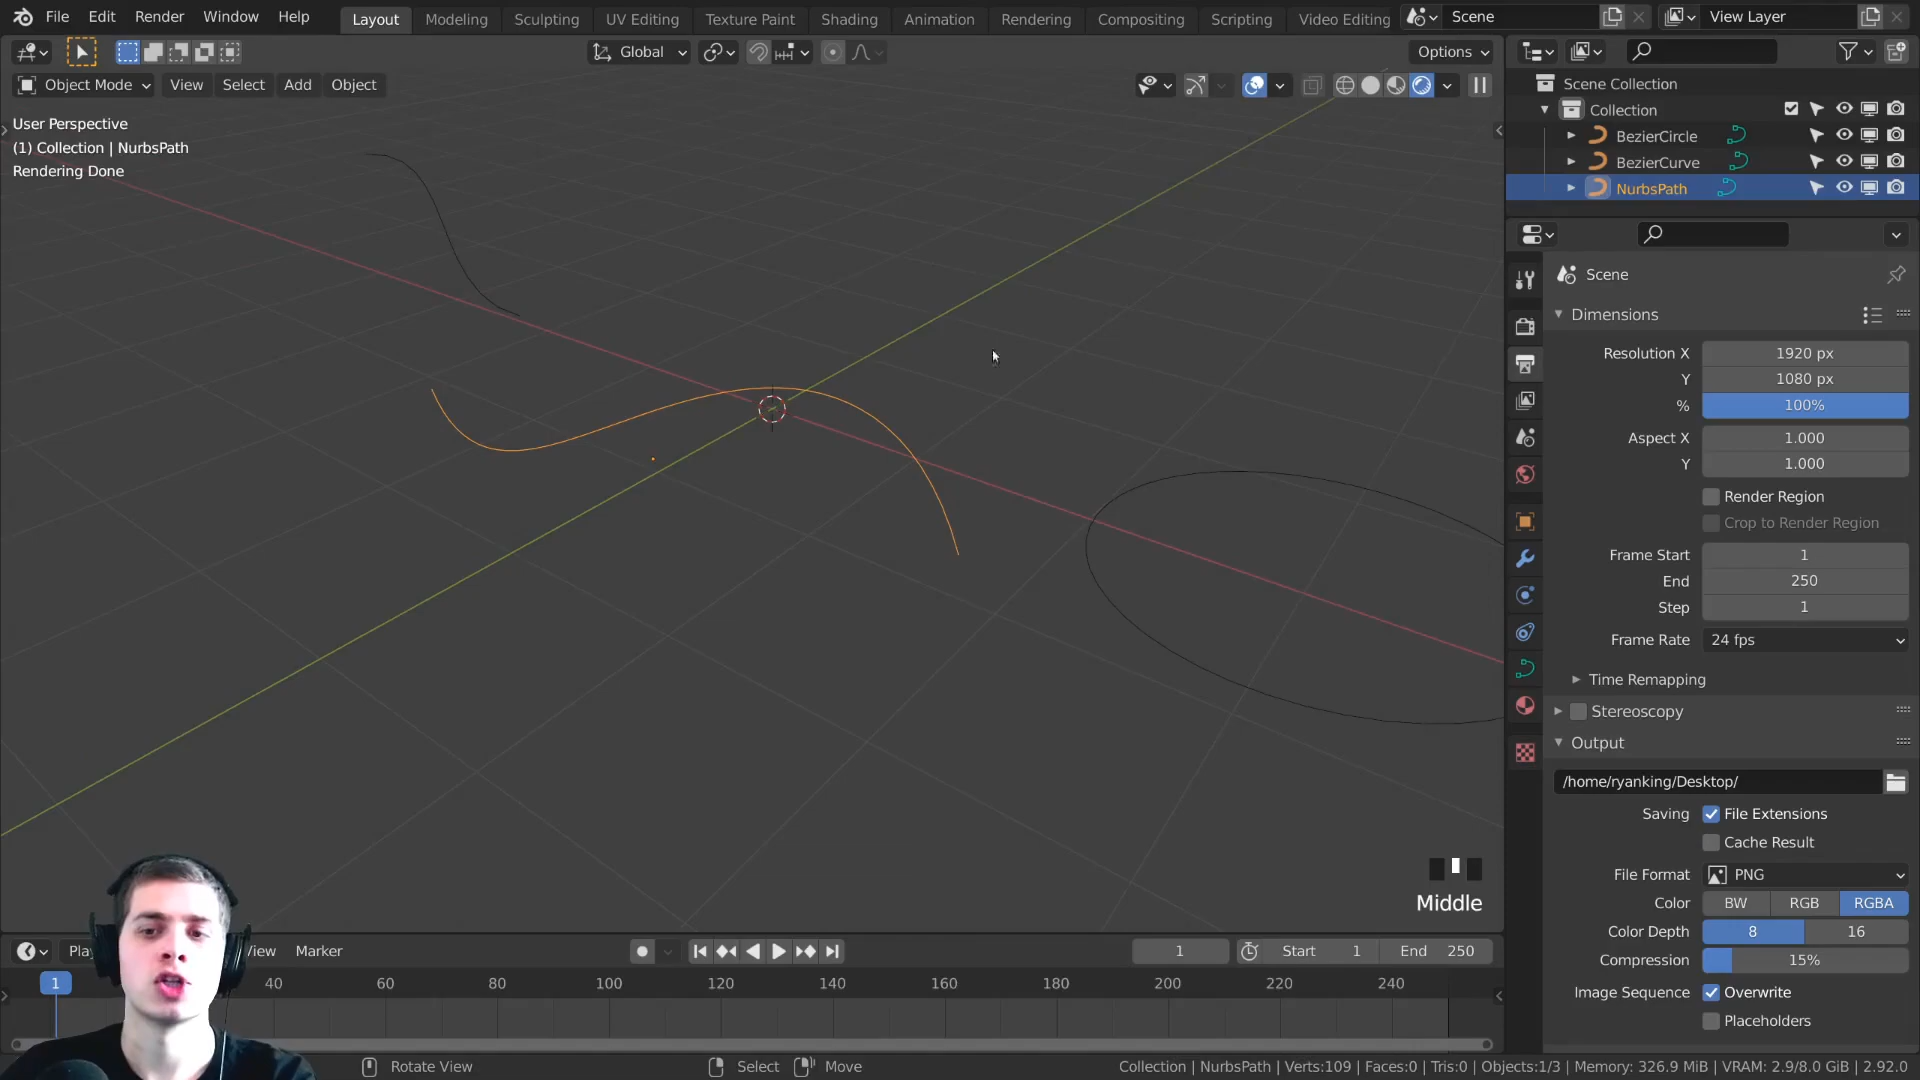 File Edit Render Window Help Layout Modeling Sculpting UV Editing Texture Paint Shading Animation Rendering Compositing Scripting Video Editing Scene View Layer
Global Options
Object Mode View Select Add Object
User Perspective
(1) Collection | NurbsPath
Rendering Done
Scene Collection
Collection
BezierCircle
BezierCurve
NurbsPath
Scene
Dimensions
Resolution X 1920 px
Y 1080 px
% 100%
Aspect X 1.000
Y 1.000
Render Region
Crop to Render Region
Frame Start 1
End 250
Step 1
Frame Rate 24 fps
Time Remapping
Stereoscopy
Output
/home/ryanking/Desktop/
Saving File Extensions
Cache Result
File Format PNG
Color BW RGB RGBA
Color Depth 8 16
Compression 15%
Image Sequence Overwrite
Placeholders
Middle
Marker 1 Start 1 End 250
1 40 60 80 100 120 140 160 180 200 220 240
Rotate View Select Move Collection | NurbsPath | Verts:109 | Faces:0 | Tris:0 | Objects:1/3 | Memory: 326.9 MiB | VRAM: 2.9/8.0 GiB | 2.92.0